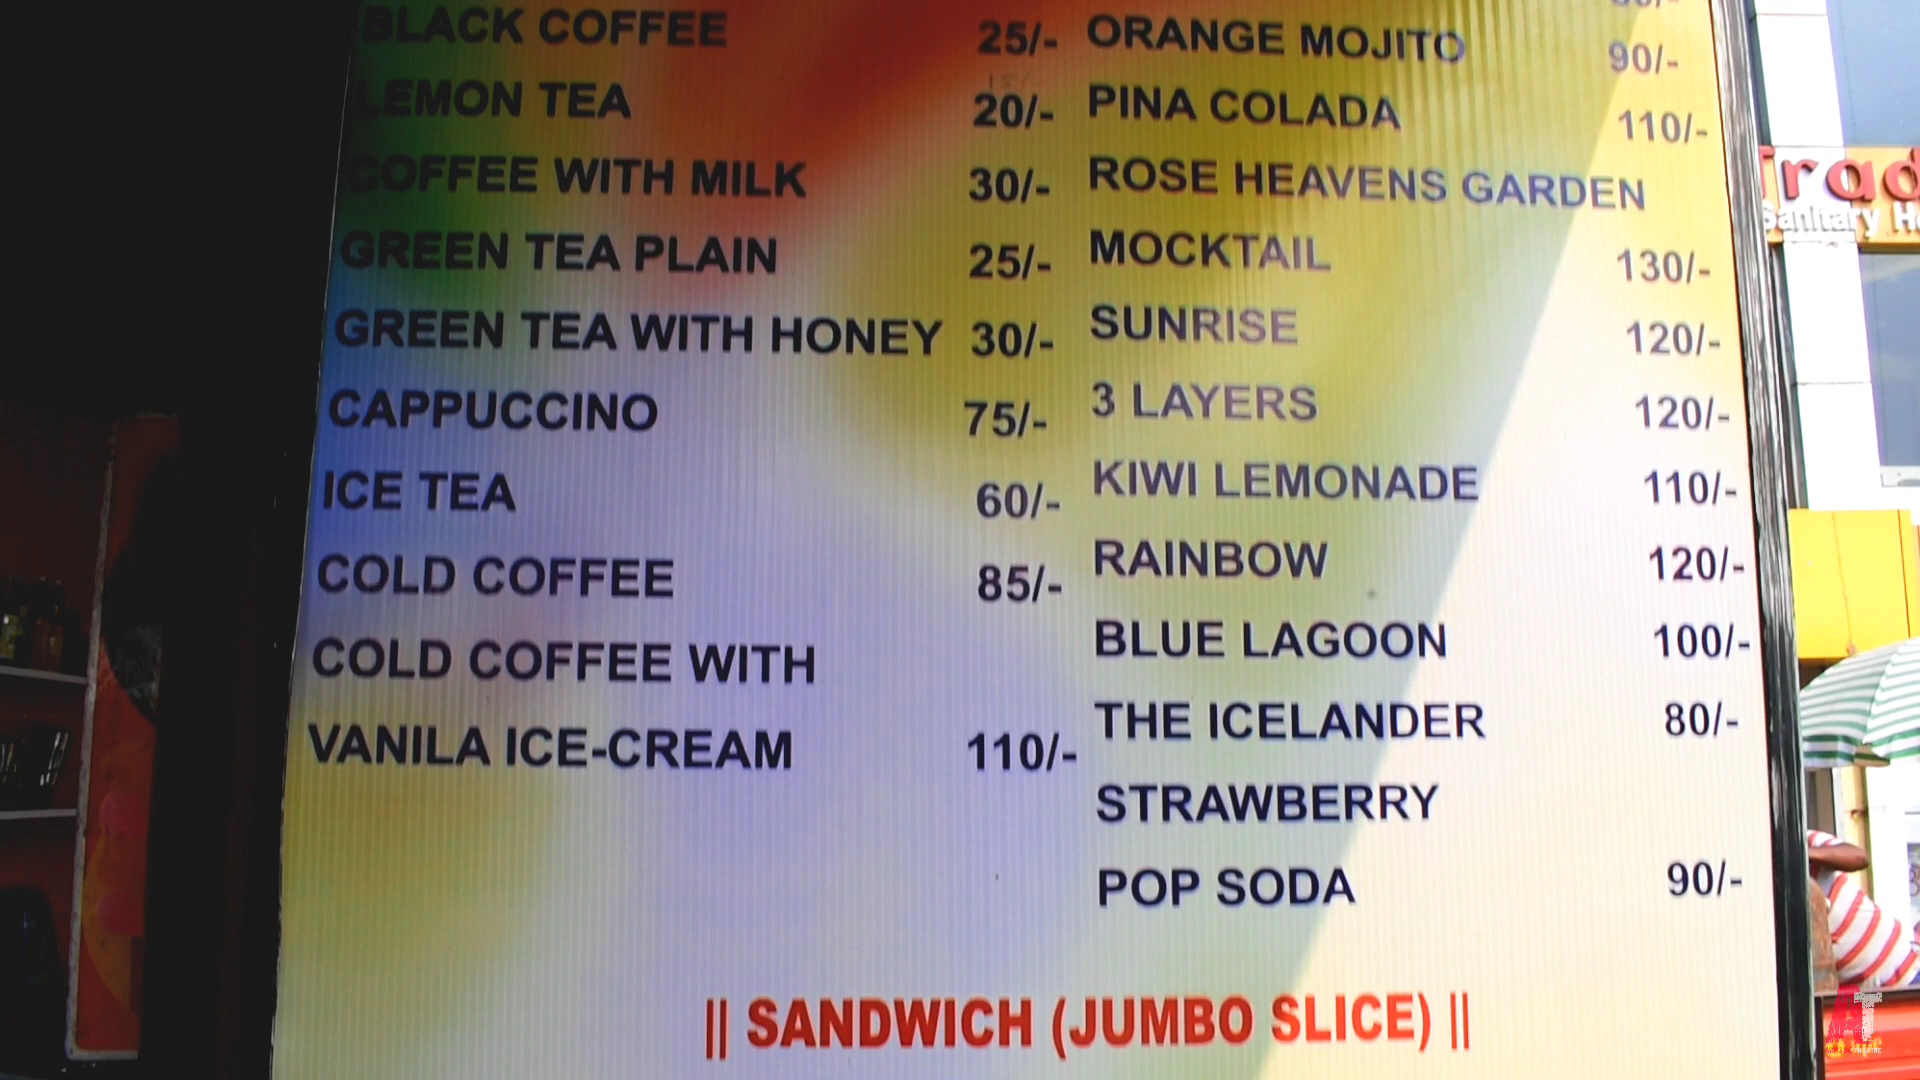 BLACK COFFEE 25/-
LEMON TEA 20/-
COFFEE WITH MILK 30/-
GREEN TEA PLAIN 25/-
GREEN TEA WITH HONEY 30/-
CAPPUCCINO 75/-
ICE TEA 60/-
COLD COFFEE 85/-
COLD COFFEE WITH
VANILA ICE-CREAM 110/-
ORANGE MOJITO 90/-
PINA COLADA 110/-
ROSE HEAVENS GARDEN
MOCKTAIL 130/-
SUNRISE 120/-
3 LAYERS 120/-
KIWI LEMONADE 110/-
RAINBOW 120/-
BLUE LAGOON 100/-
THE ICELANDER 80/-
STRAWBERRY
POP SODA 90/-
|| SANDWICH (JUMBO SLICE) ||
Trad
Sanitary H
AT